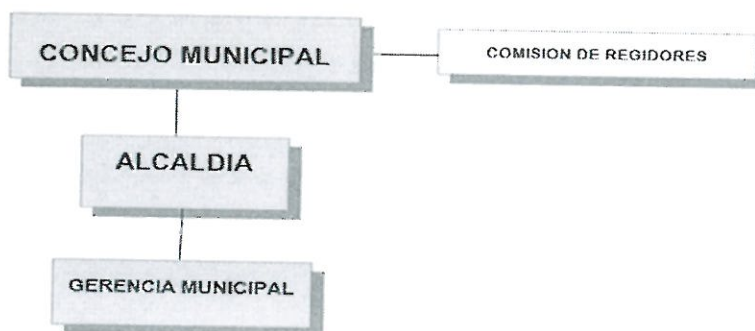 CONCEJO MUNICIPAL
COMISION DE REGIDORES
ALCALDIA
GERENCIA MUNICIPAL